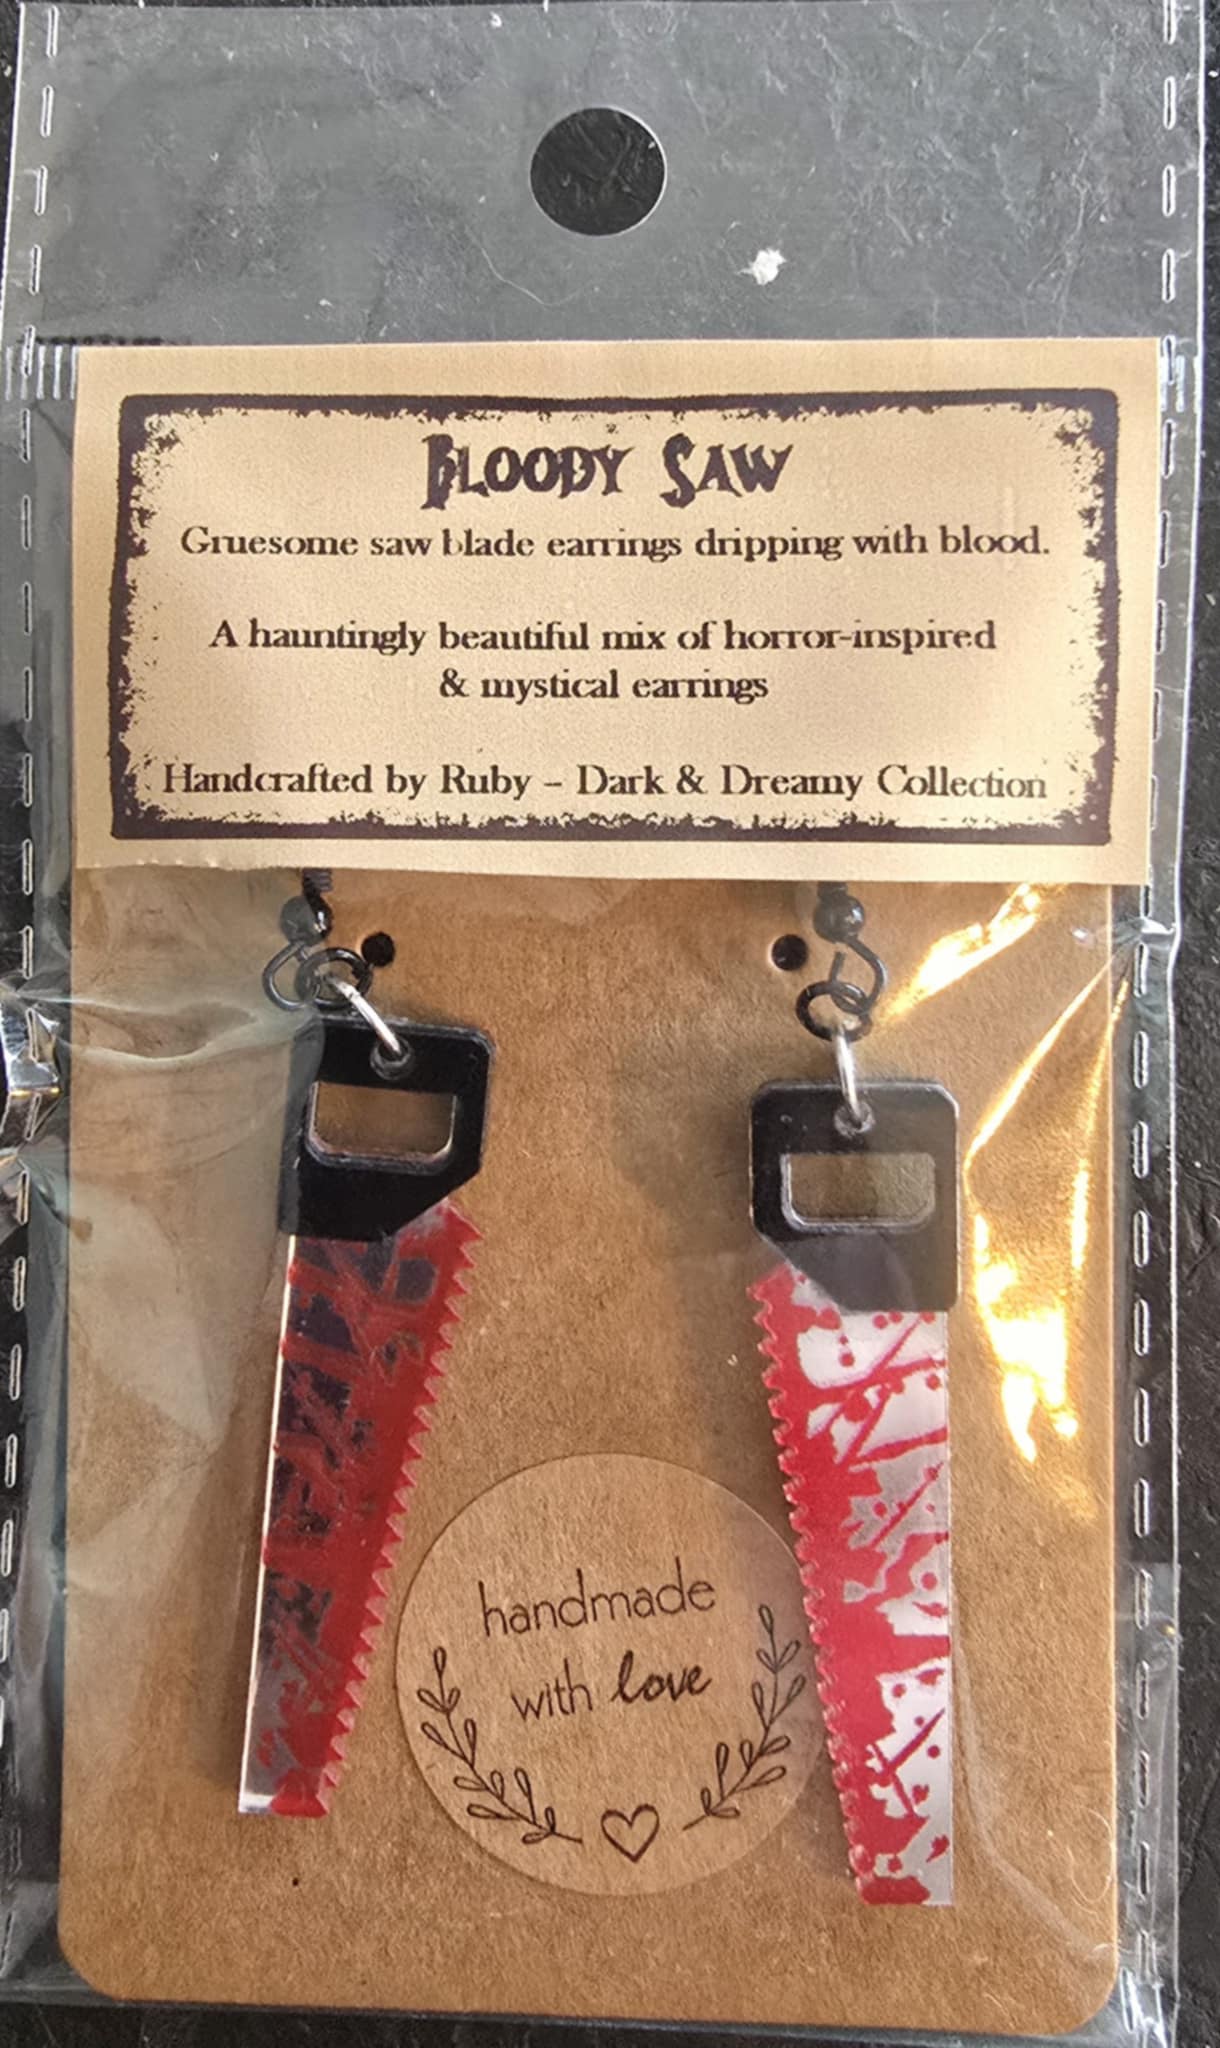 Bloody Saw
Gruesome saw blade earrings dripping with blood.
A hauntingly beautiful mix of horror-inspired
& mystical earrings
Handcrafted by Ruby – Dark & Dreamy Collection
handmade
with love